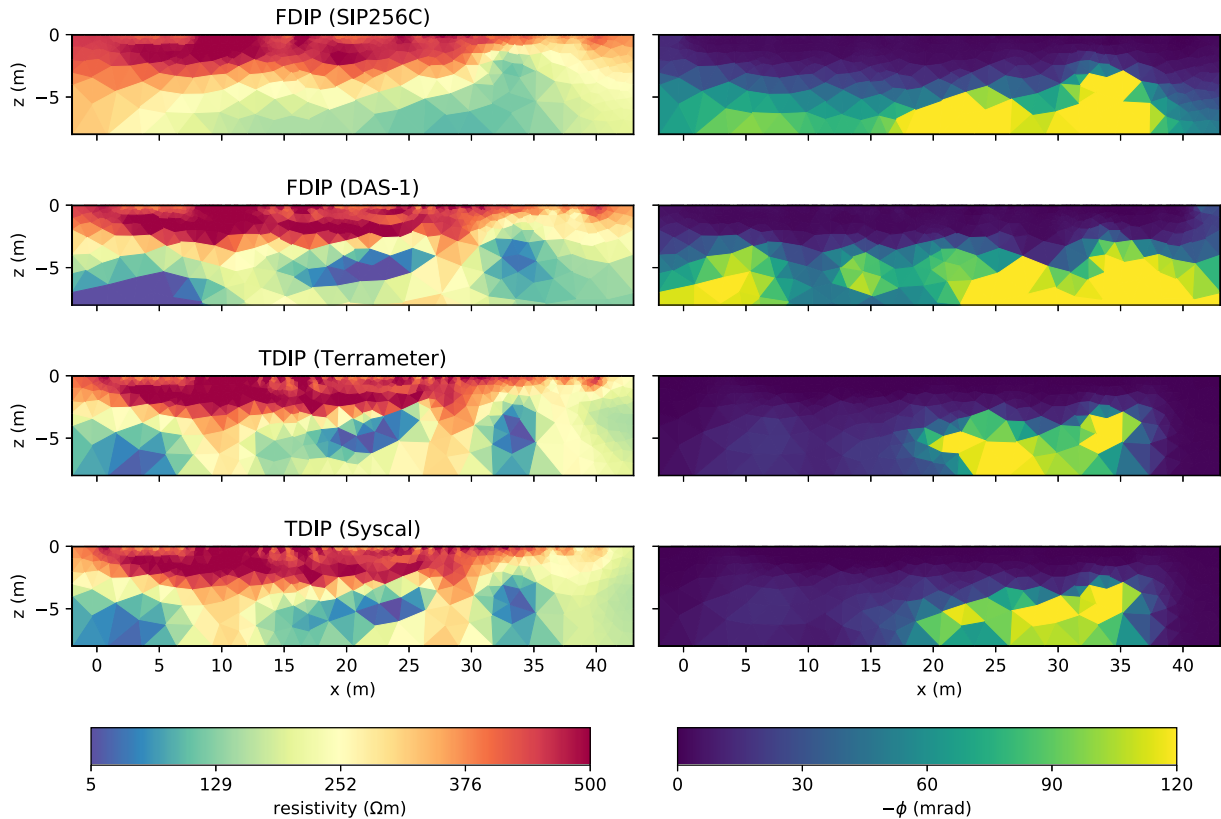 FDIP (SIP256C)
z (m)
0
−5
FDIP (DAS-1)
z (m)
0
−5
TDIP (Terrameter)
z (m)
0
−5
TDIP (Syscal)
z (m)
0
−5
0 5 10 15 20 25 30 35 40
x (m)
0 5 10 15 20 25 30 35 40
x (m)
5 129 252 376 500
resistivity (Ωm)
0 30 60 90 120
−ϕ (mrad)